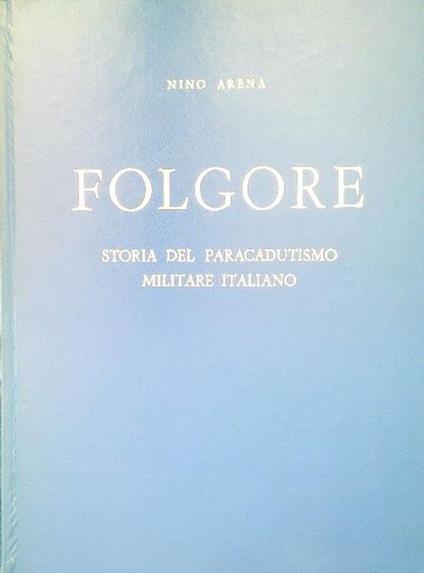 NINO ARENA
FOLGORE
STORIA DEL PARACADUTISMO
MILITARE ITALIANO